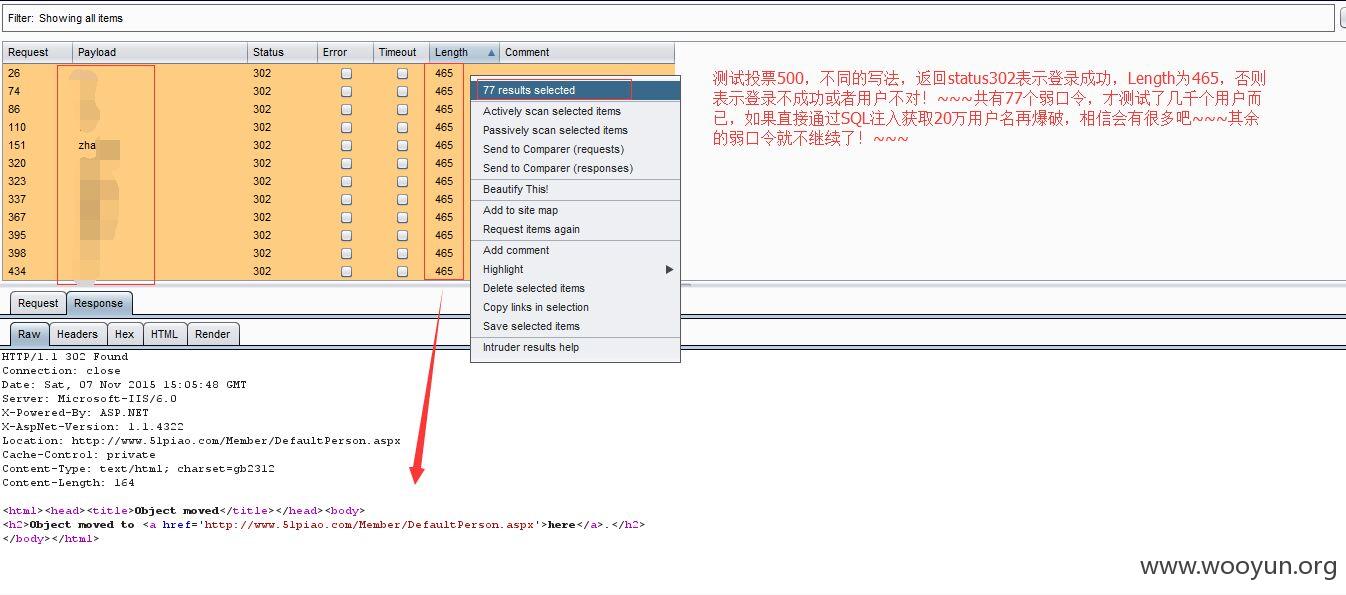 Filter: Showing all items
Request Payload Status Error Timeout Length Comment
26 302 465
74 302 465
86 302 465
110 302 465
151 zha 302 465
320 302 465
323 302 465
337 302 465
367 302 465
395 302 465
398 302 465
434 302 465
77 results selected
Actively scan selected items
Passively scan selected items
Send to Comparer (requests)
Send to Comparer (responses)
Beautify This!
Add to site map
Request items again
Add comment
Highlight
Delete selected items
Copy links in selection
Save selected items
Intruder results help
测试投票500，不同的写法，返回status302表示登录成功，Length为465，否则
表示登录不成功或者用户不对！~~~共有77个弱口令，才测试了几千个用户而
已，如果直接通过SQL注入获取20万用户名再爆破，相信会有很多吧~~~其余
的弱口令就不继续了！~~~
Request Response
Raw Headers Hex HTML Render
HTTP/1.1 302 Found
Connection: close
Date: Sat, 07 Nov 2015 15:05:48 GMT
Server: Microsoft-IIS/6.0
X-Powered-By: ASP.NET
X-AspNet-Version: 1.1.4322
Location: http://www.51piao.com/Member/DefaultPerson.aspx
Cache-Control: private
Content-Type: text/html; charset=gb2312
Content-Length: 164
<html><head><title>Object moved</title></head><body>
<h2>Object moved to <a href='http://www.51piao.com/Member/DefaultPerson.aspx'>here</a>.</h2>
</body></html>
www.wooyun.org